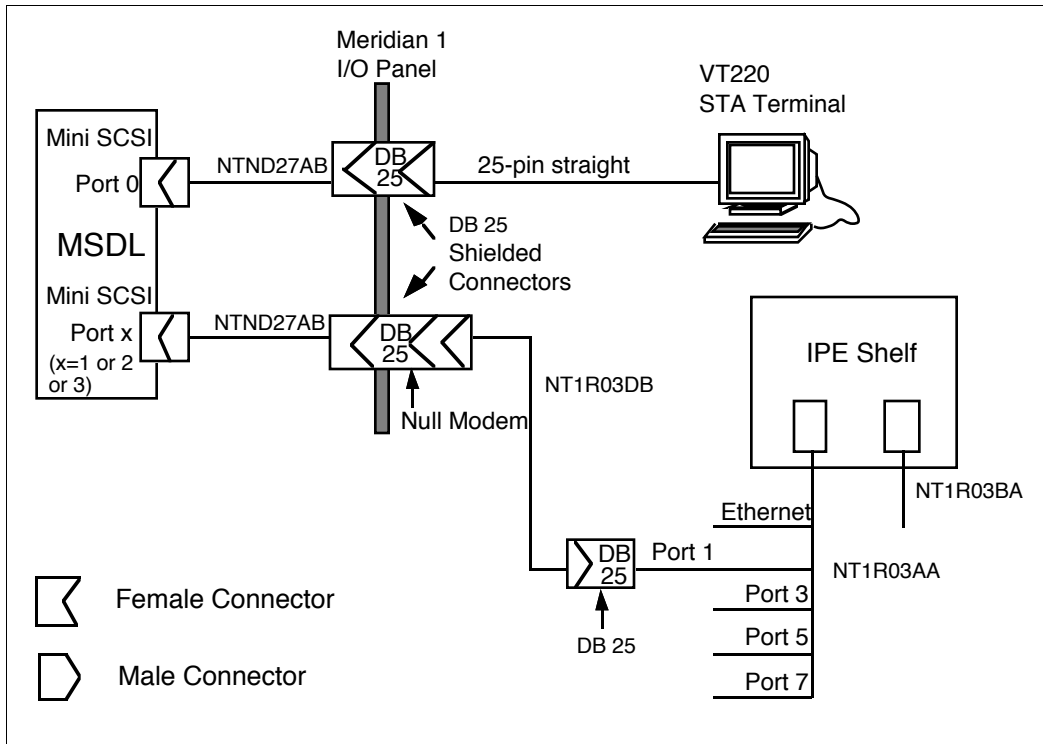 Meridian 1
I/O Panel
VT220
STA Terminal
Mini SCSI
Port 0
NTND27AB
DB
25
25-pin straight
MSDL
DB 25
Shielded
Connectors
Mini SCSI
Port x
(x=1 or 2
or 3)
NTND27AB
DB
25
Null Modem
NT1R03DB
IPE Shelf
NT1R03BA
Ethernet
DB
25
Port 1
NT1R03AA
Port 3
DB 25
Port 5
Port 7
Female Connector
Male Connector